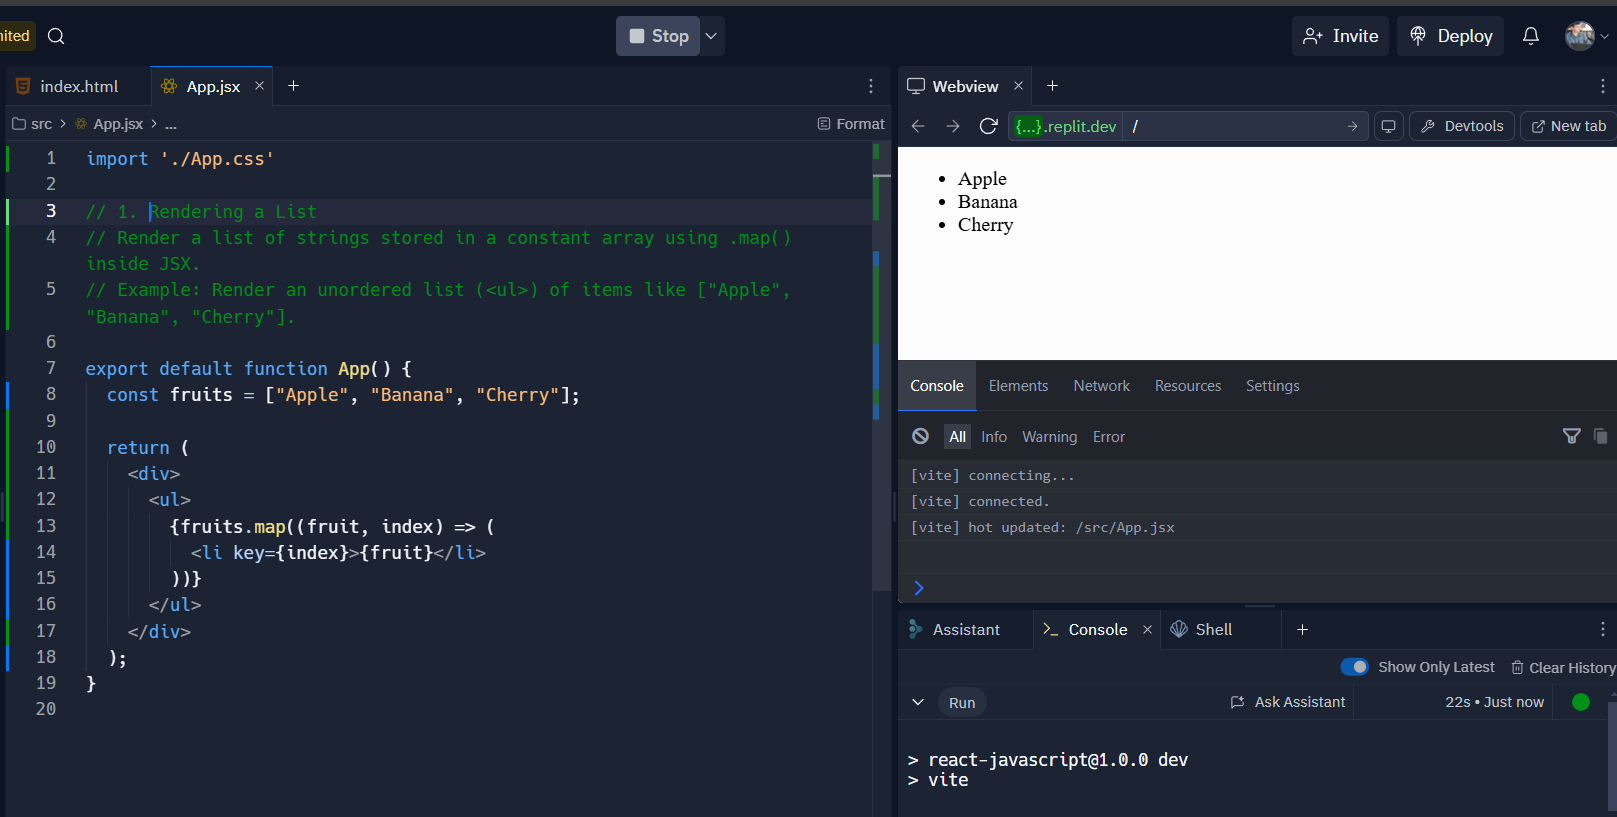 Stop
Invite
Deploy
index.html
App.jsx
src > App.jsx > ...
Format
1 import './App.css'
2
3 // 1. Rendering a List
4 // Render a list of strings stored in a constant array using .map()
inside JSX.
5 // Example: Render an unordered list (<ul>) of items like ["Apple",
"Banana", "Cherry"].
6
7 export default function App() {
8 const fruits = ["Apple", "Banana", "Cherry"];
9
10 return (
11 <div>
12 <ul>
13 {fruits.map((fruit, index) => (
14 <li key={index}>{fruit}</li>
15 ))}
16 </ul>
17 </div>
18 );
19 }
20
Webview
{...}.replit.dev /
Devtools
New tab
• Apple
• Banana
• Cherry
Console Elements Network Resources Settings
All Info Warning Error
[vite] connecting...
[vite] connected.
[vite] hot updated: /src/App.jsx
Assistant
Console
Shell
Show Only Latest
Clear History
Run
Ask Assistant
22s • Just now
> react-javascript@1.0.0 dev
> vite